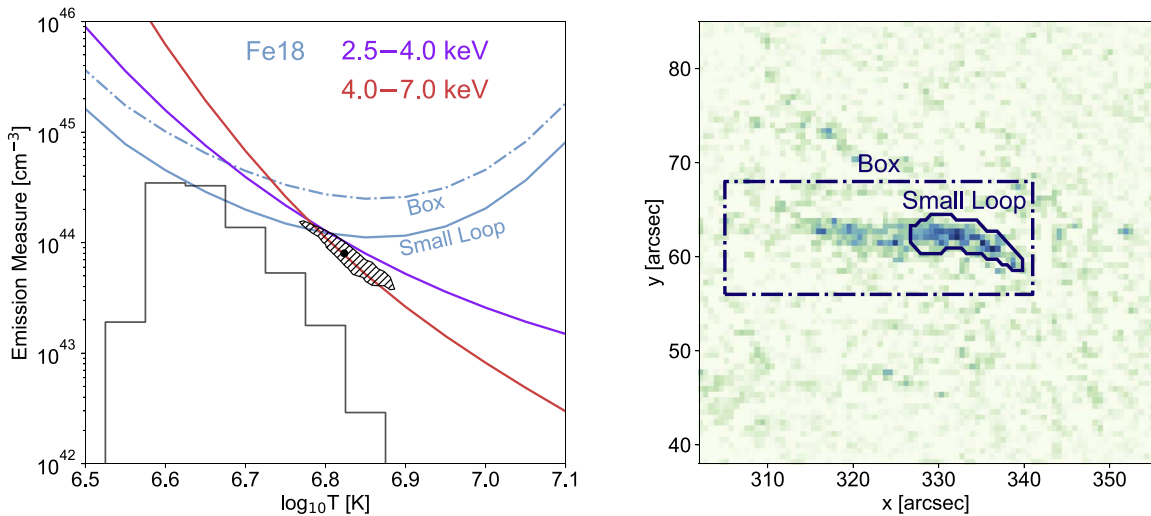 10^46
10^45
10^44
10^43
10^42
Emission Measure [cm^−3]
Fe18
2.5−4.0 keV
4.0−7.0 keV
Box
Small Loop
6.5 6.6 6.7 6.8 6.9 7.0 7.1
log₁₀T [K]
80
70
60
50
40
y [arcsec]
Box
Small Loop
310 320 330 340 350
x [arcsec]